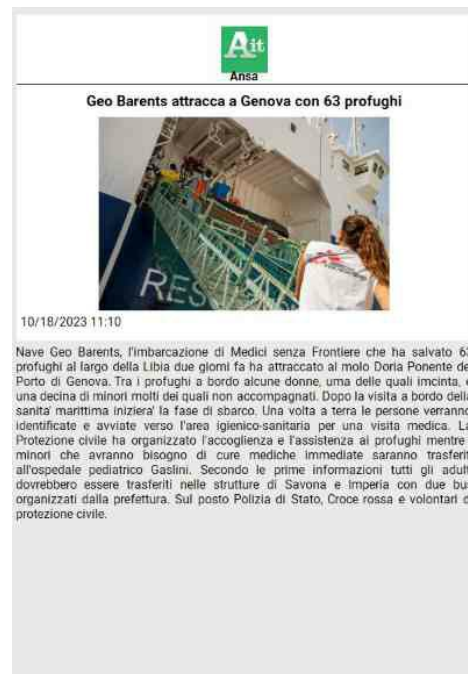 Ait
Ansa
Geo Barents attracca a Genova con 63 profughi
RES
10/18/2023 11:10
Nave Geo Barents, l'imbarcazione di Medici senza Frontiere che ha salvato 63
profughi al largo della Libia due giorni fa ha attraccato al molo Doria Ponente de
Porto di Genova. Tra i profughi a bordo alcune donne, uma delle quali imcinta, e
una decina di minori molti dei quali non accompagnati. Dopo la visita a bordo della
sanita' marittima iniziera' la fase di sbarco. Una volta a terra le persone verranno
identificate e avviate verso l'area igienico-sanitaria per una visita medica. La
Protezione civile ha organizzato l'accoglienza e l'assistenza ai profughi mentre
minori che avranno bisogno di cure mediche immediate saranno trasferit
all'ospedale pediatrico Gaslini. Secondo le prime informazioni tutti gli adult
dovrebbero essere trasferiti nelle strutture di Savona e Imperia con due bus
organizzati dalla prefettura. Sul posto Polizia di Stato, Croce rossa e volontari d
protezione civile.